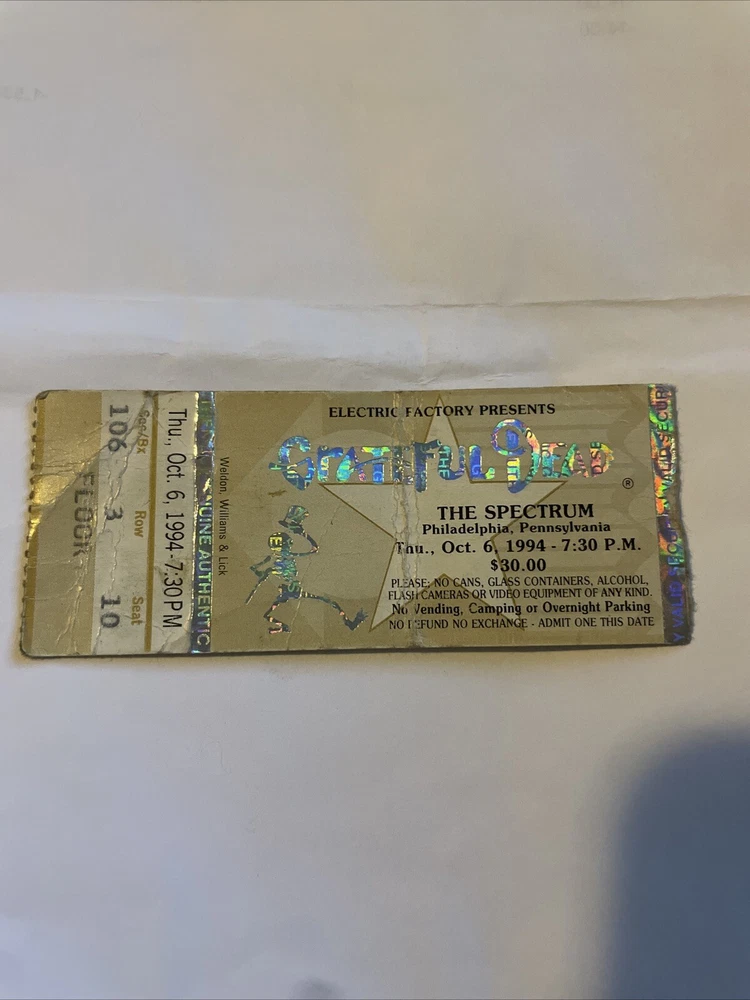 ELECTRIC FACTORY PRESENTS
GRATEFUL DEAD
®
THE SPECTRUM
Philadelphia, Pennsylvania
Thu., Oct. 6, 1994 - 7:30 P.M.
$30.00
PLEASE; NO CANS, GLASS CONTAINERS, ALCOHOL,
FLASH CAMERAS OR VIDEO EQUIPMENT OF ANY KIND.
No Vending, Camping or Overnight Parking
NO REFUND NO EXCHANGE - ADMIT ONE THIS DATE
Weldon, Williams & Lick
GENUINE AUTHENTIC
Thu., Oct. 6, 1994-7:30PM
Sec/Bx Row Seat
106 3 10
FLOOR